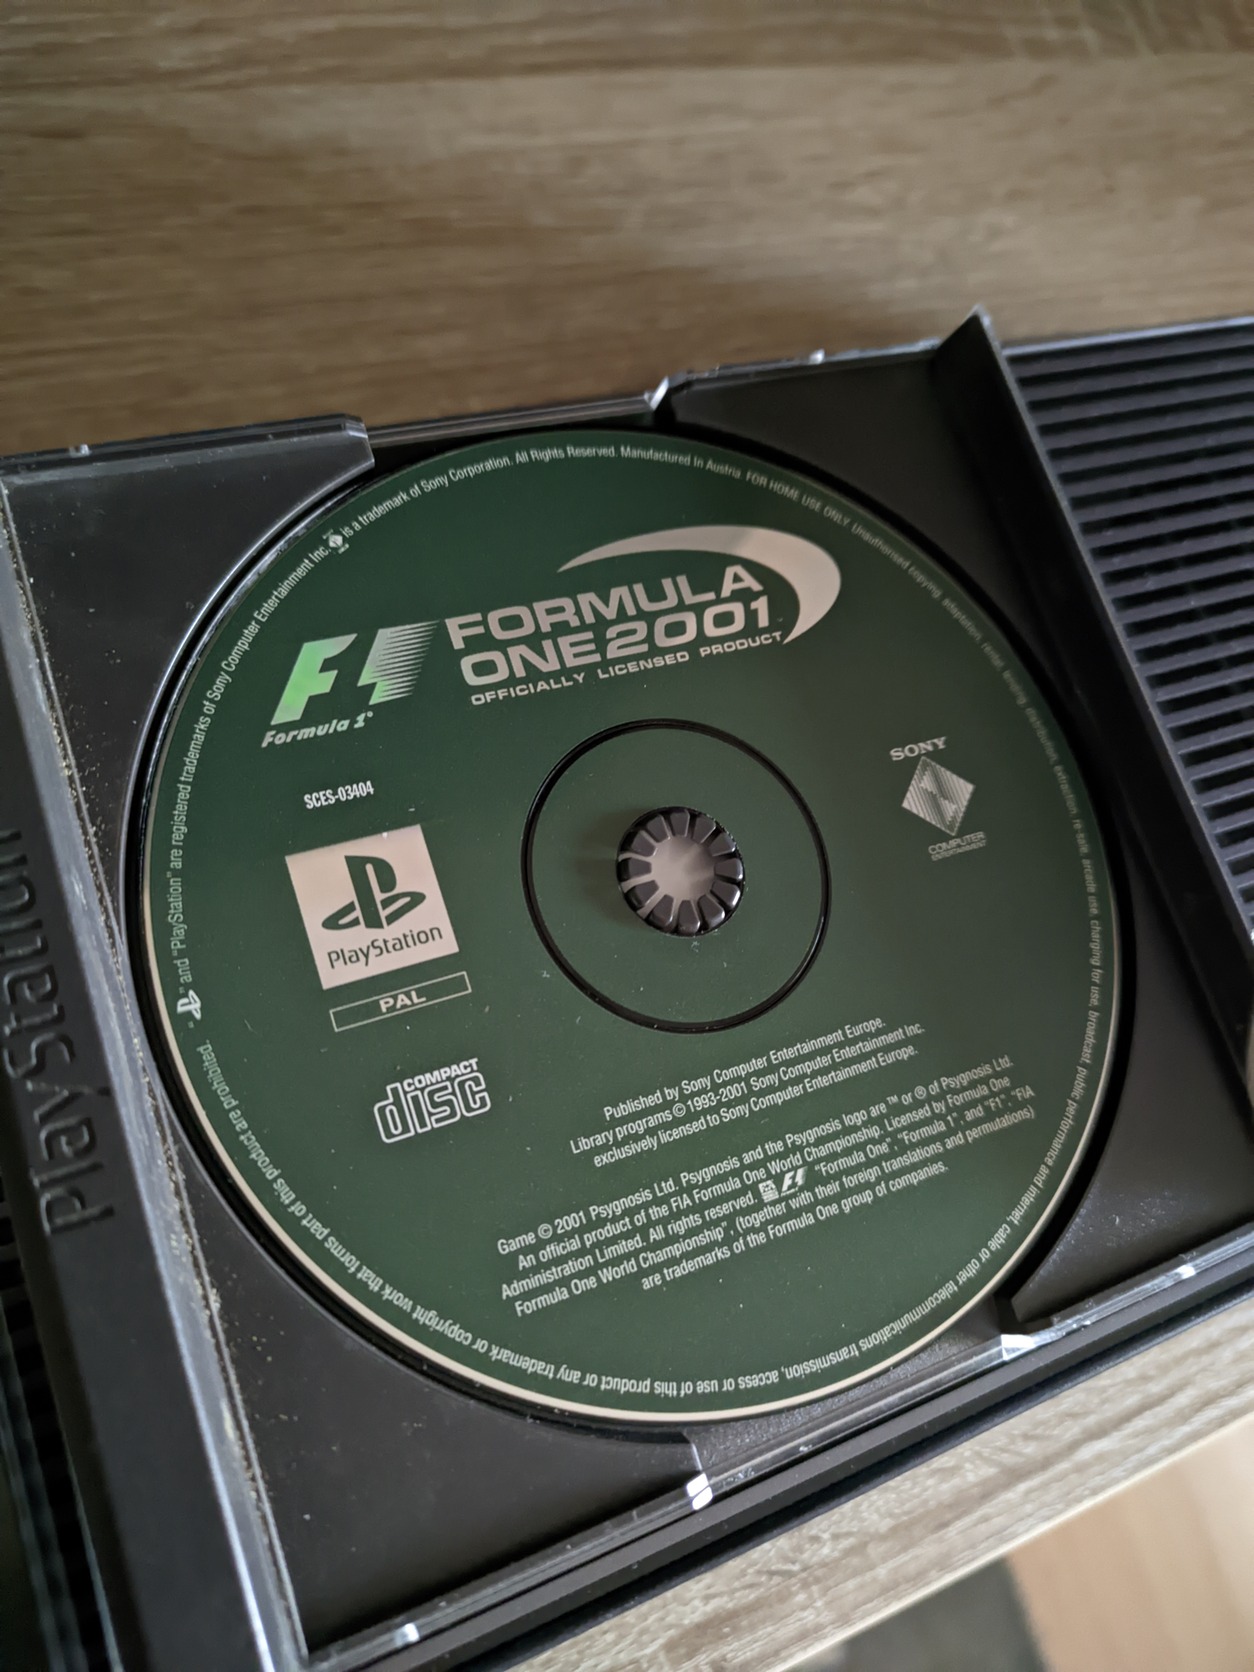 FORMULA
ONE 2001
OFFICIALLY LICENSED PRODUCT
F1
Formula 1®
SCES-03404
PlayStation
PAL
COMPACT
disc
SONY
COMPUTER
ENTERTAINMENT
Published by Sony Computer Entertainment Europe.
Library programs © 1993-2001 Sony Computer Entertainment Inc.
exclusively licensed to Sony Computer Entertainment Europe.
Game © 2001 Psygnosis Ltd. Psygnosis and the Psygnosis logo are ™ or ® of Psygnosis Ltd.
An official product of the FIA Formula One World Championship. Licensed by Formula One
Administration Limited. All rights reserved. F1 "Formula One", "Formula 1", and "F1", "FIA
Formula One World Championship", (together with their foreign translations and permutations)
are trademarks of the Formula One group of companies.
" " and "PlayStation" are registered trademarks of Sony Computer Entertainment Inc. is a trademark of Sony Corporation. All Rights Reserved. Manufactured In Austria. FOR HOME USE ONLY. Unauthorised copying, adaptation, rental, lending, distribution, extraction, re-sale, arcade use, charging for use, broadcast, public performance and internet, cable or other telecommunications transmission, access or use of this product or any trademark or copyright work that forms part of this product are prohibited.
PlayStation